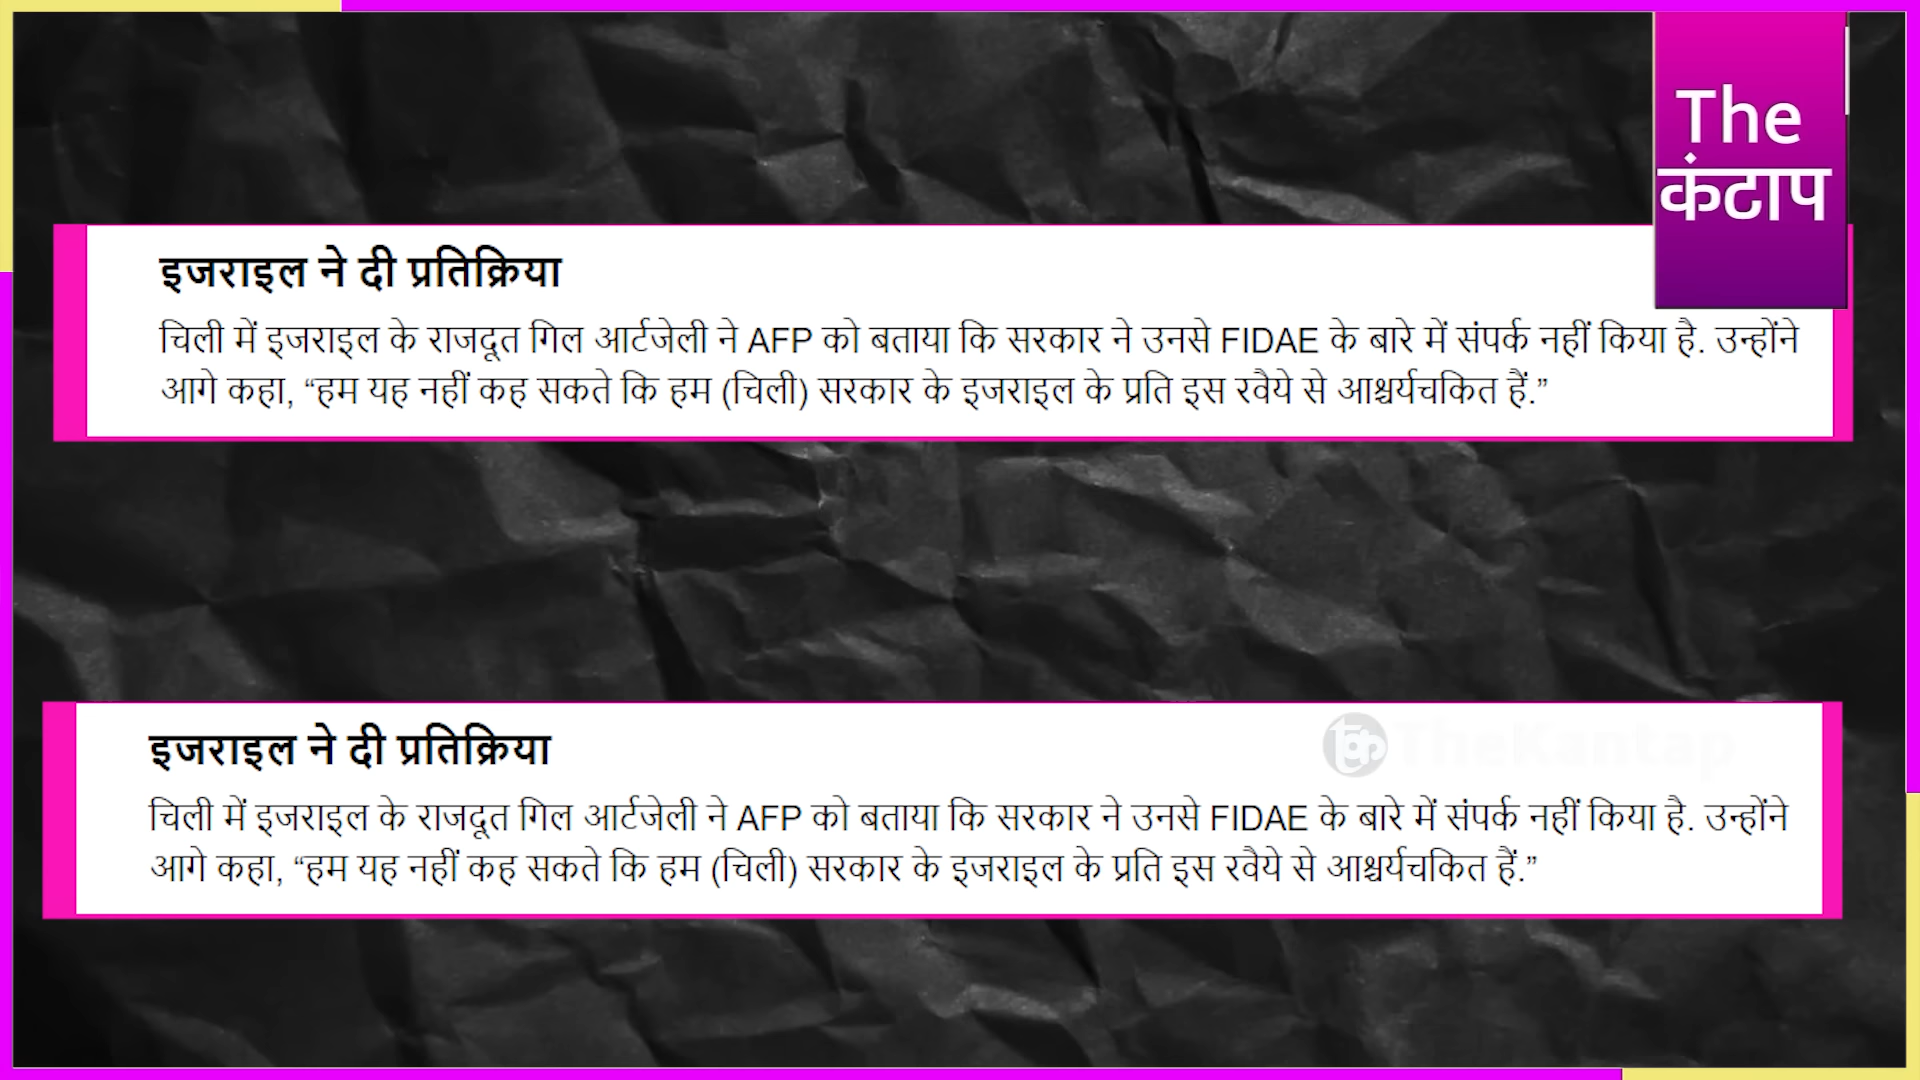 The
कंटाप
इजराइल ने दी प्रतिक्रिया
चिली में इजराइल के राजदूत गिल आर्टजेली ने AFP को बताया कि सरकार ने उनसे FIDAE के बारे में संपर्क नहीं किया है. उन्होंने
आगे कहा, “हम यह नहीं कह सकते कि हम (चिली) सरकार के इजराइल के प्रति इस रवैये से आश्चर्यचकित हैं.”
इजराइल ने दी प्रतिक्रिया
TheKantap
चिली में इजराइल के राजदूत गिल आर्टजेली ने AFP को बताया कि सरकार ने उनसे FIDAE के बारे में संपर्क नहीं किया है. उन्होंने
आगे कहा, “हम यह नहीं कह सकते कि हम (चिली) सरकार के इजराइल के प्रति इस रवैये से आश्चर्यचकित हैं.”